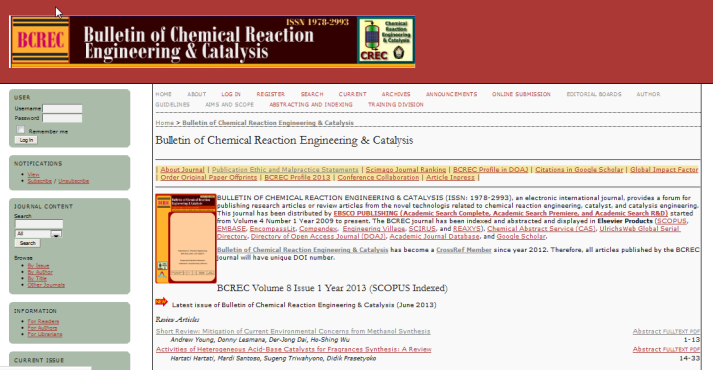 ISSN 1978-2993
BCREC
Bulletin of Chemical Reaction
Engineering & Catalysis
Chemical
Reaction
Engineering
& Catalysis
CREC
USER
Username
Password
Remember me
Log In
NOTIFICATIONS
View
Subscribe / Unsubscribe
JOURNAL CONTENT
Search
All
Search
Browse
By Issue
By Author
By Title
Other Journals
INFORMATION
For Readers
For Authors
For Librarians
CURRENT ISSUE
HOME ABOUT LOG IN REGISTER SEARCH CURRENT ARCHIVES ANNOUNCEMENTS ONLINE SUBMISSION EDITORIAL BOARDS AUTHOR
GUIDELINES AIMS AND SCOPE ABSTRACTING AND INDEXING TRAINING DIVISION
Home > Bulletin of Chemical Reaction Engineering & Catalysis
Bulletin of Chemical Reaction Engineering & Catalysis
| About Journal | Publication Ethic and Malpractice Statements | Scimago Journal Ranking | BCREC Profile in DOAJ | Citations in Google Scholar | Global Impact Factor
| Order Original Paper Offprints | BCREC Profile 2013 | Conference Collaboration | Article Inpress |
BULLETIN OF CHEMICAL REACTION ENGINEERING & CATALYSIS (ISSN: 1978-2993), an electronic international journal, provides a forum for
publishing research articles or review articles from the novel technologis related to chemical reaction engineering, catalyst, and catalysis engineering.
This journal has been distributed by EBSCO PUBLISHING (Academic Search Complete, Academic Search Premiere, and Academic Search R&D) started
from Volume 4 Number 1 Year 2009 to present. The BCREC journal has been indexed and abstracted and displayed in Elsevier Products (SCOPUS,
EMBASE, EncompassLit, Compendex, Engineering Village, SCIRUS, and REAXYS), Chemical Abstract Service (CAS), UlrichsWeb Global Serial
Directory, Directory of Open Access Journal (DOAJ), Academic Journal Database, and Google Scholar.
Bulletin of Chemical Reaction Engineering & Catalysis has become a CrossRef Member since year 2012. Therefore, all articles published by the BCREC
journal will have unique DOI number.
BCREC Volume 8 Issue 1 Year 2013 (SCOPUS Indexed)
Latest issue of Bulletin of Chemical Reaction Engineering & Catalysis (June 2013)
Review Articles
Short Review: Mitigation of Current Environmental Concerns from Methanol Synthesis Abstract FULLTEXT PDF
Andrew Young, Donny Lesmana, Der-Jong Dai, Ho-Shing Wu 1-13
Activities of Heterogeneous Acid-Base Catalysts for Fragrances Synthesis: A Review Abstract FULLTEXT PDF
Hartati Hartati, Mardi Santoso, Sugeng Triwahyono, Didik Prasetyoko 14-33